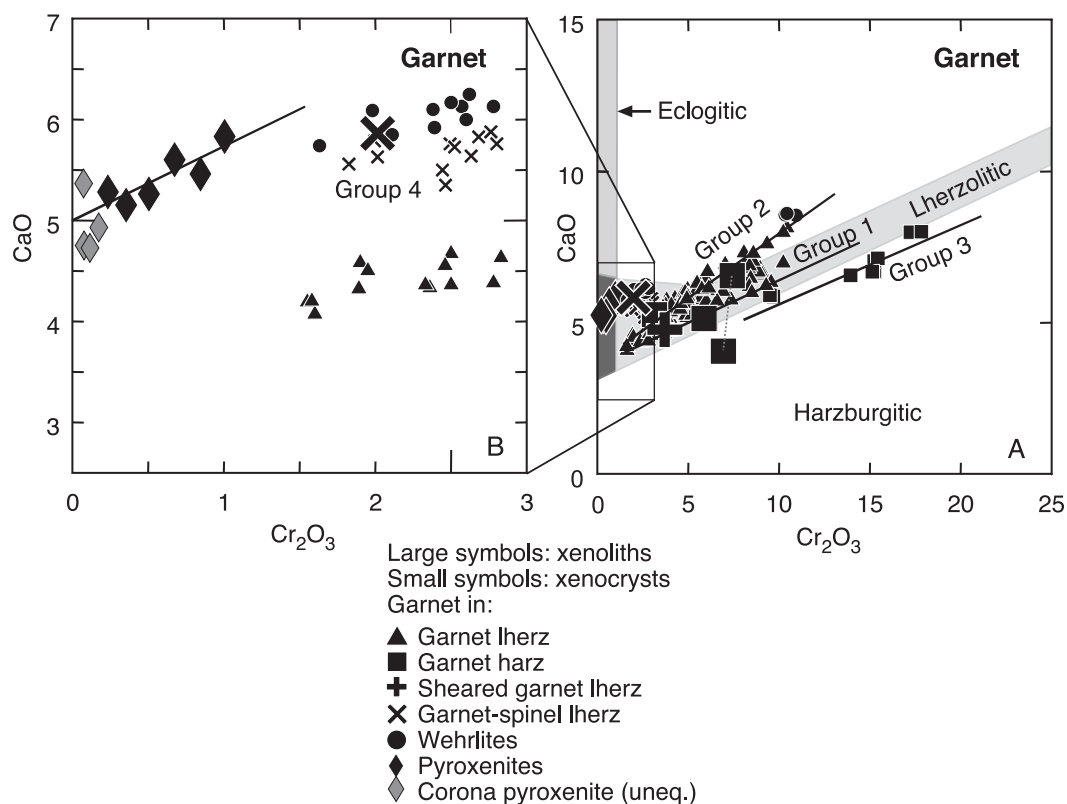 7
6
5
4
3
CaO
0
1
2
3
Cr₂O₃
Garnet
Group 4
B
15
10
5
0
CaO
0
5
10
15
20
25
Cr₂O₃
Garnet
Eclogitic
Lherzolitic
Group 2
Group 1
Group 3
Harzburgitic
A
Large symbols: xenoliths
Small symbols: xenocrysts
Garnet in:
Garnet lherz
Garnet harz
Sheared garnet lherz
Garnet-spinel lherz
Wehrlites
Pyroxenites
Corona pyroxenite (uneq.)